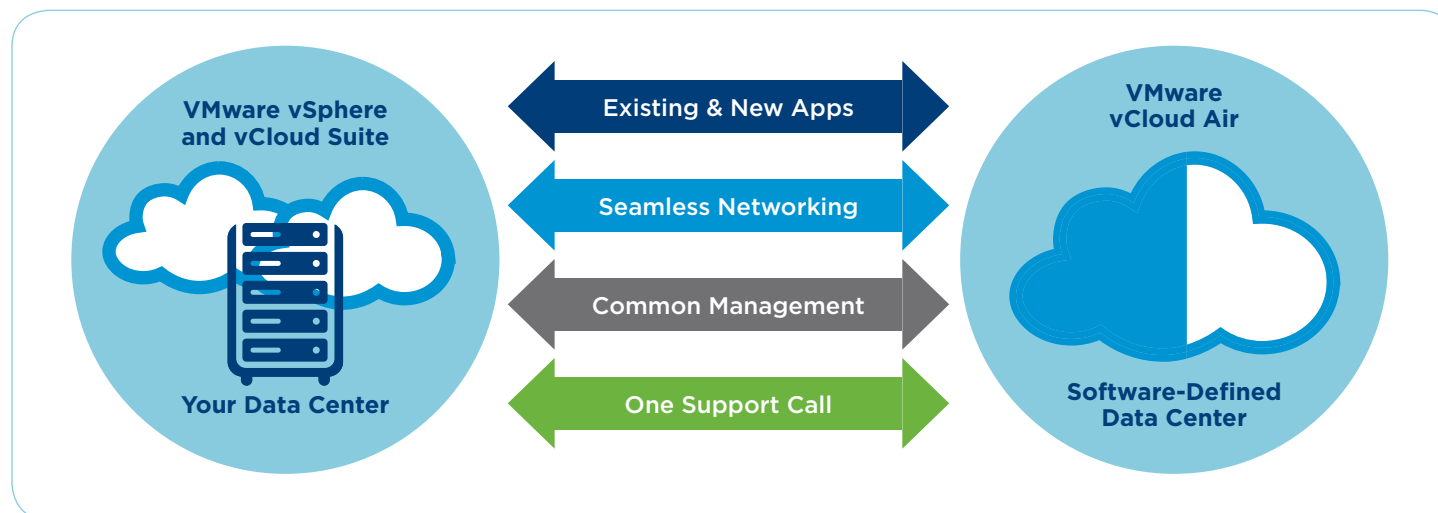 VMware vSphere
and vCloud Suite
Your Data Center
Existing & New Apps
Seamless Networking
Common Management
One Support Call
VMware
vCloud Air
Software-Defined
Data Center